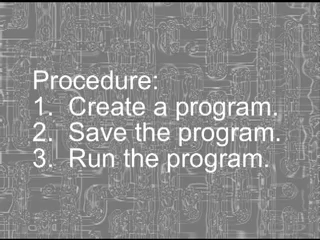 Procedure:
1. Create a program.
2. Save the program.
3. Run the program.